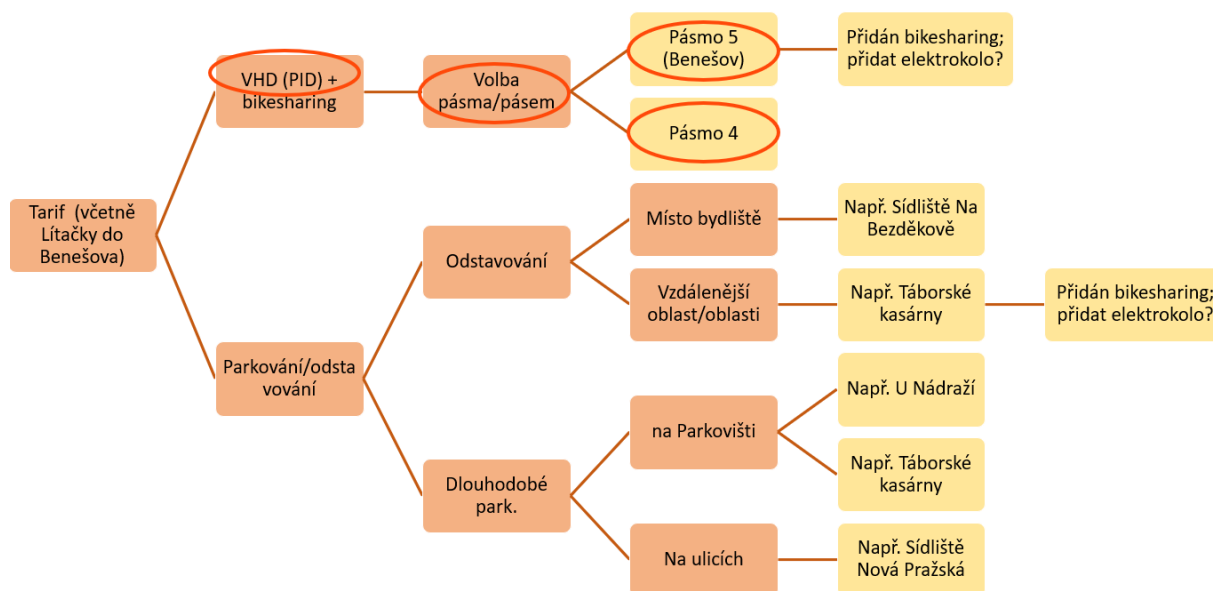 VHD (PID) +
bikesharing
Volba
pásma/pásem
Pásmo 5
(Benešov)
Přidán bikesharing;
přidat elektrokolo?
Pásmo 4
Tarif (včetně
Lítačky do
Benešova)
Odstavování
Místo bydliště
Např. Sídliště Na
Bezděkově
Vzdálenější
oblast/oblasti
Např. Táborské
kasárny
Přidán bikesharing;
přidat elektrokolo?
Parkování/odsta
vování
Dlouhodobé
park.
na Parkovišti
Např. U Nádraží
Např. Táborské
kasárny
Na ulicích
Např. Sídliště
Nová Pražská